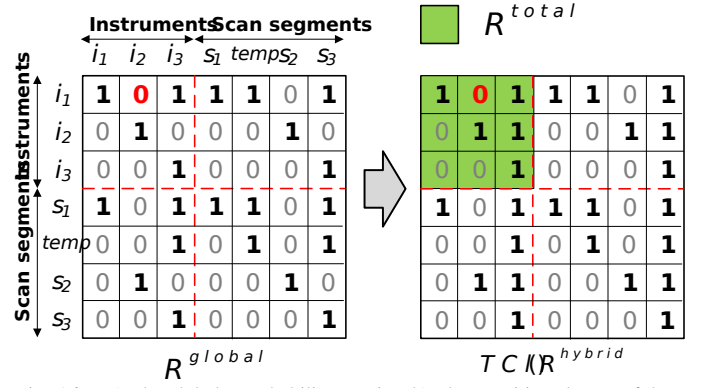 Instruments Scan segments
R^total
i1 i2 i3 s1 temp s2 s3
Instruments
Scan segments
i1 1 0 1 1 1 0 1
i2 0 1 0 0 0 1 0
i3 0 0 1 0 0 0 1
s1 1 0 1 1 1 0 1
temp 0 0 1 0 1 0 1
s2 0 1 0 0 0 1 0
s3 0 0 1 0 0 0 1
R^global
1 0 1 1 1 0 1
0 1 1 0 0 1 1
0 0 1 0 0 0 1
1 0 1 1 1 0 1
0 0 1 0 1 0 1
0 1 1 0 0 1 1
0 0 1 0 0 0 1
TCl(R^hybrid)